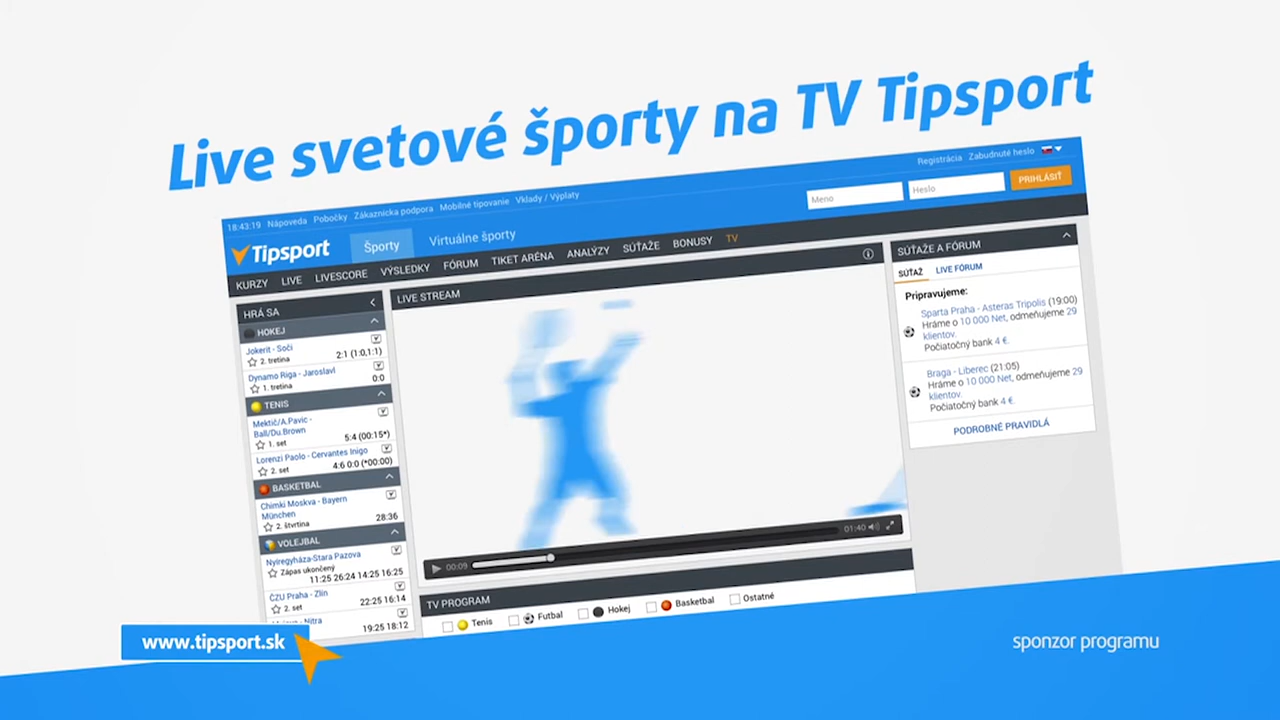 Live svetové športy na TV Tipsport
Registrácia Zabudnuté heslo
18:43:19 Nápoveda Pobočky Zákaznicka podpora Mobilné tipovanie Vklady / Výplaty
Meno Heslo PRIHLÁSIŤ
Tipsport Športy Virtuálne športy
KURZY LIVE LIVESCORE VÝSLEDKY FÓRUM TIKET ARÉNA ANALÝZY SÚŤAŽE BONUSY TV
HRÁ SA
HOKEJ
Jokerit - Soči
2. tretina 2:1 (1:0,1:1)
Dynamo Riga - Jaroslavl
1. tretina 0:0
TENIS
Mektič/A.Pavic -
Ball/Du.Brown
1. set 5:4 (00:15*)
Lorenzi Paolo - Cervantes Inigo
2. set 4:6 0:0 (*00:00)
BASKETBAL
Chimki Moskva - Bayern
München
2. štvrtina 28:36
VOLEJBAL
Nyiregyháza-Stara Pazova
Zápas ukončený
11:25 26:24 14:25 16:25
ČZU Praha - Zlín
2. set 22:25 16:14
Nitra
19:25 18:12
LIVE STREAM
00:09 01:40
TV PROGRAM
Tenis Futbal Hokej Basketbal Ostatné
SÚŤAŽE A FÓRUM
SÚŤAŽ LIVE FÓRUM
Pripravujeme:
Sparta Praha - Asteras Tripolis (19:00)
Hráme o 10 000 Net, odmeňujeme 29
klientov.
Počiatočný bank 4 €.
Braga - Liberec (21:05)
Hráme o 10 000 Net, odmeňujeme 29
klientov.
Počiatočný bank 4 €.
PODROBNÉ PRAVIDLÁ
www.tipsport.sk
sponzor programu